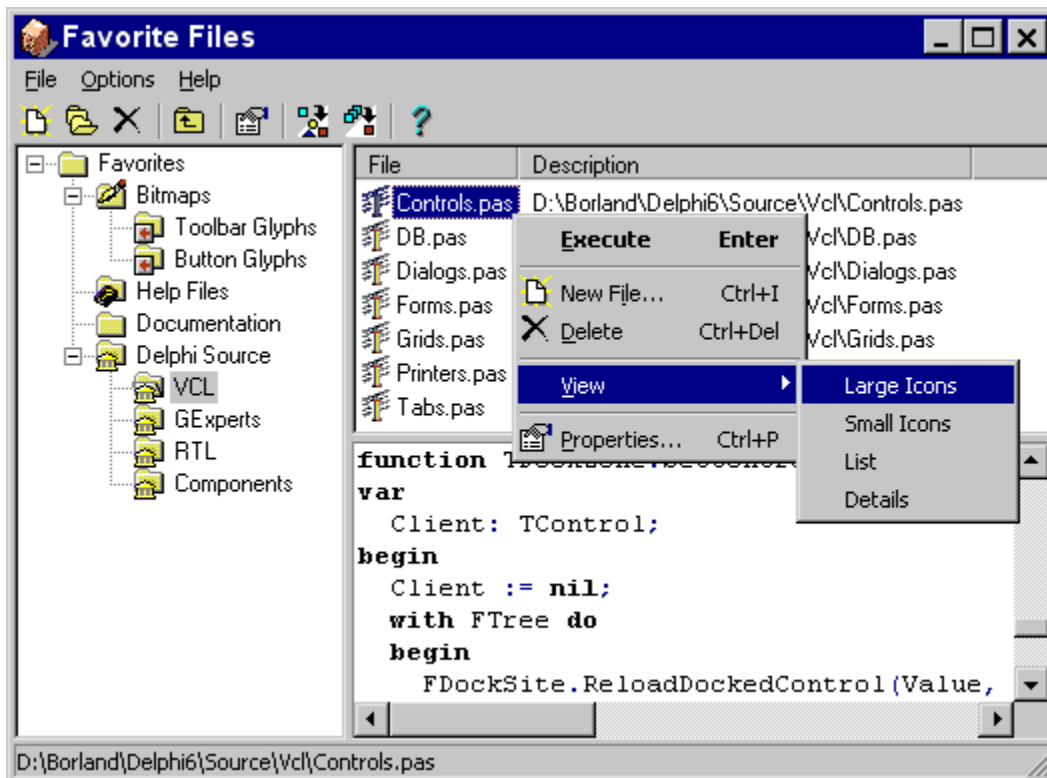 Favorite Files
File Options Help
Favorites
Bitmaps
Toolbar Glyphs
Button Glyphs
Help Files
Documentation
Delphi Source
VCL
GExperts
RTL
Components
File Description
Controls.pas D:\Borland\Delphi6\Source\Vcl\Controls.pas
DB.pas Vcl\DB.pas
Dialogs.pas Vcl\Dialogs.pas
Forms.pas Vcl\Forms.pas
Grids.pas Vcl\Grids.pas
Printers.pas
Tabs.pas
Execute Enter
New File... Ctrl+I
Delete Ctrl+Del
View
Properties... Ctrl+P
Large Icons
Small Icons
List
Details
function
var
Client: TControl;
begin
Client := nil;
with FTree do
begin
FDockSite.ReloadDockedControl(Value,
D:\Borland\Delphi6\Source\Vcl\Controls.pas